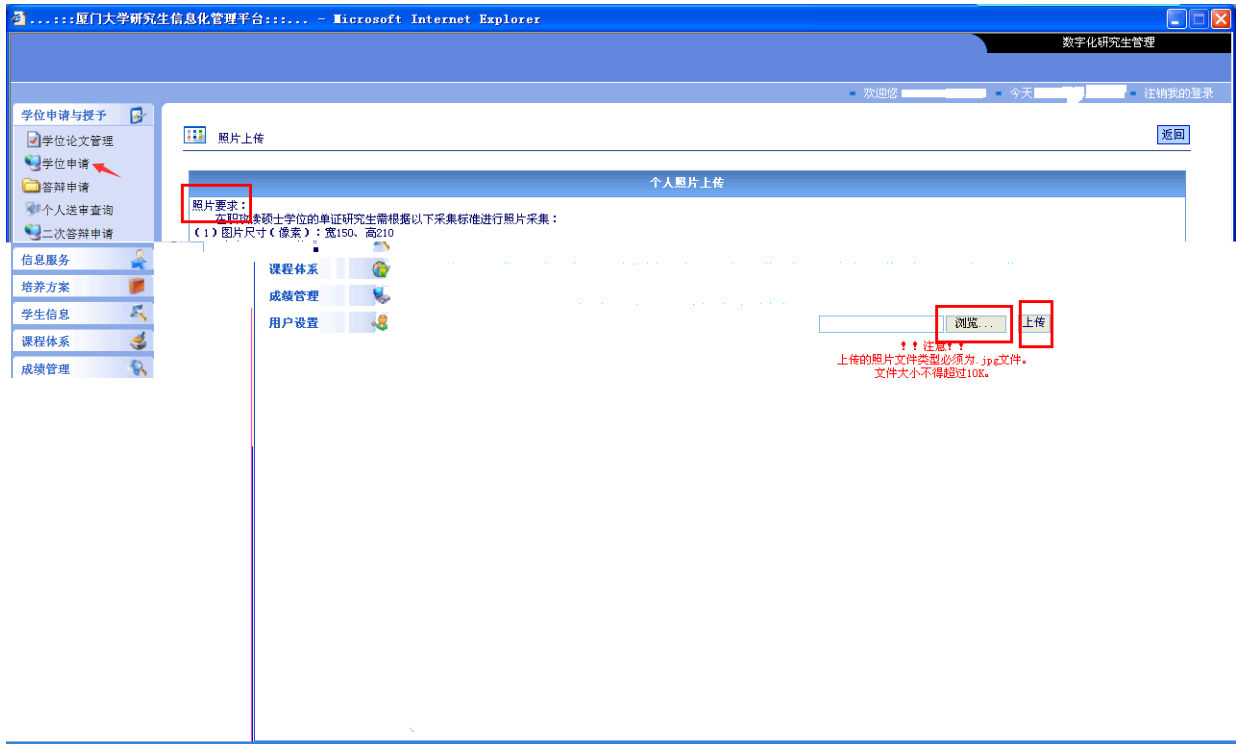 ...:::厦门大学研究生信息化管理平台:::... - Microsoft Internet Explorer
数字化研究生管理
欢迎您
今天
注销我的登录
学位申请与授予
学位论文管理
学位申请
答辩申请
个人送审查询
二次答辩申请
信息服务
培养方案
学生信息
课程体系
成绩管理
照片上传
返回
个人照片上传
照片要求：
在职攻读硕士学位的单证研究生需根据以下采集标准进行照片采集：
(1)图片尺寸(像素)：宽150、高210
课程体系
成绩管理
用户设置
浏览...
上传
！！注意！！
上传的照片文件类型必须为.jpg文件。
文件大小不得超过10K。